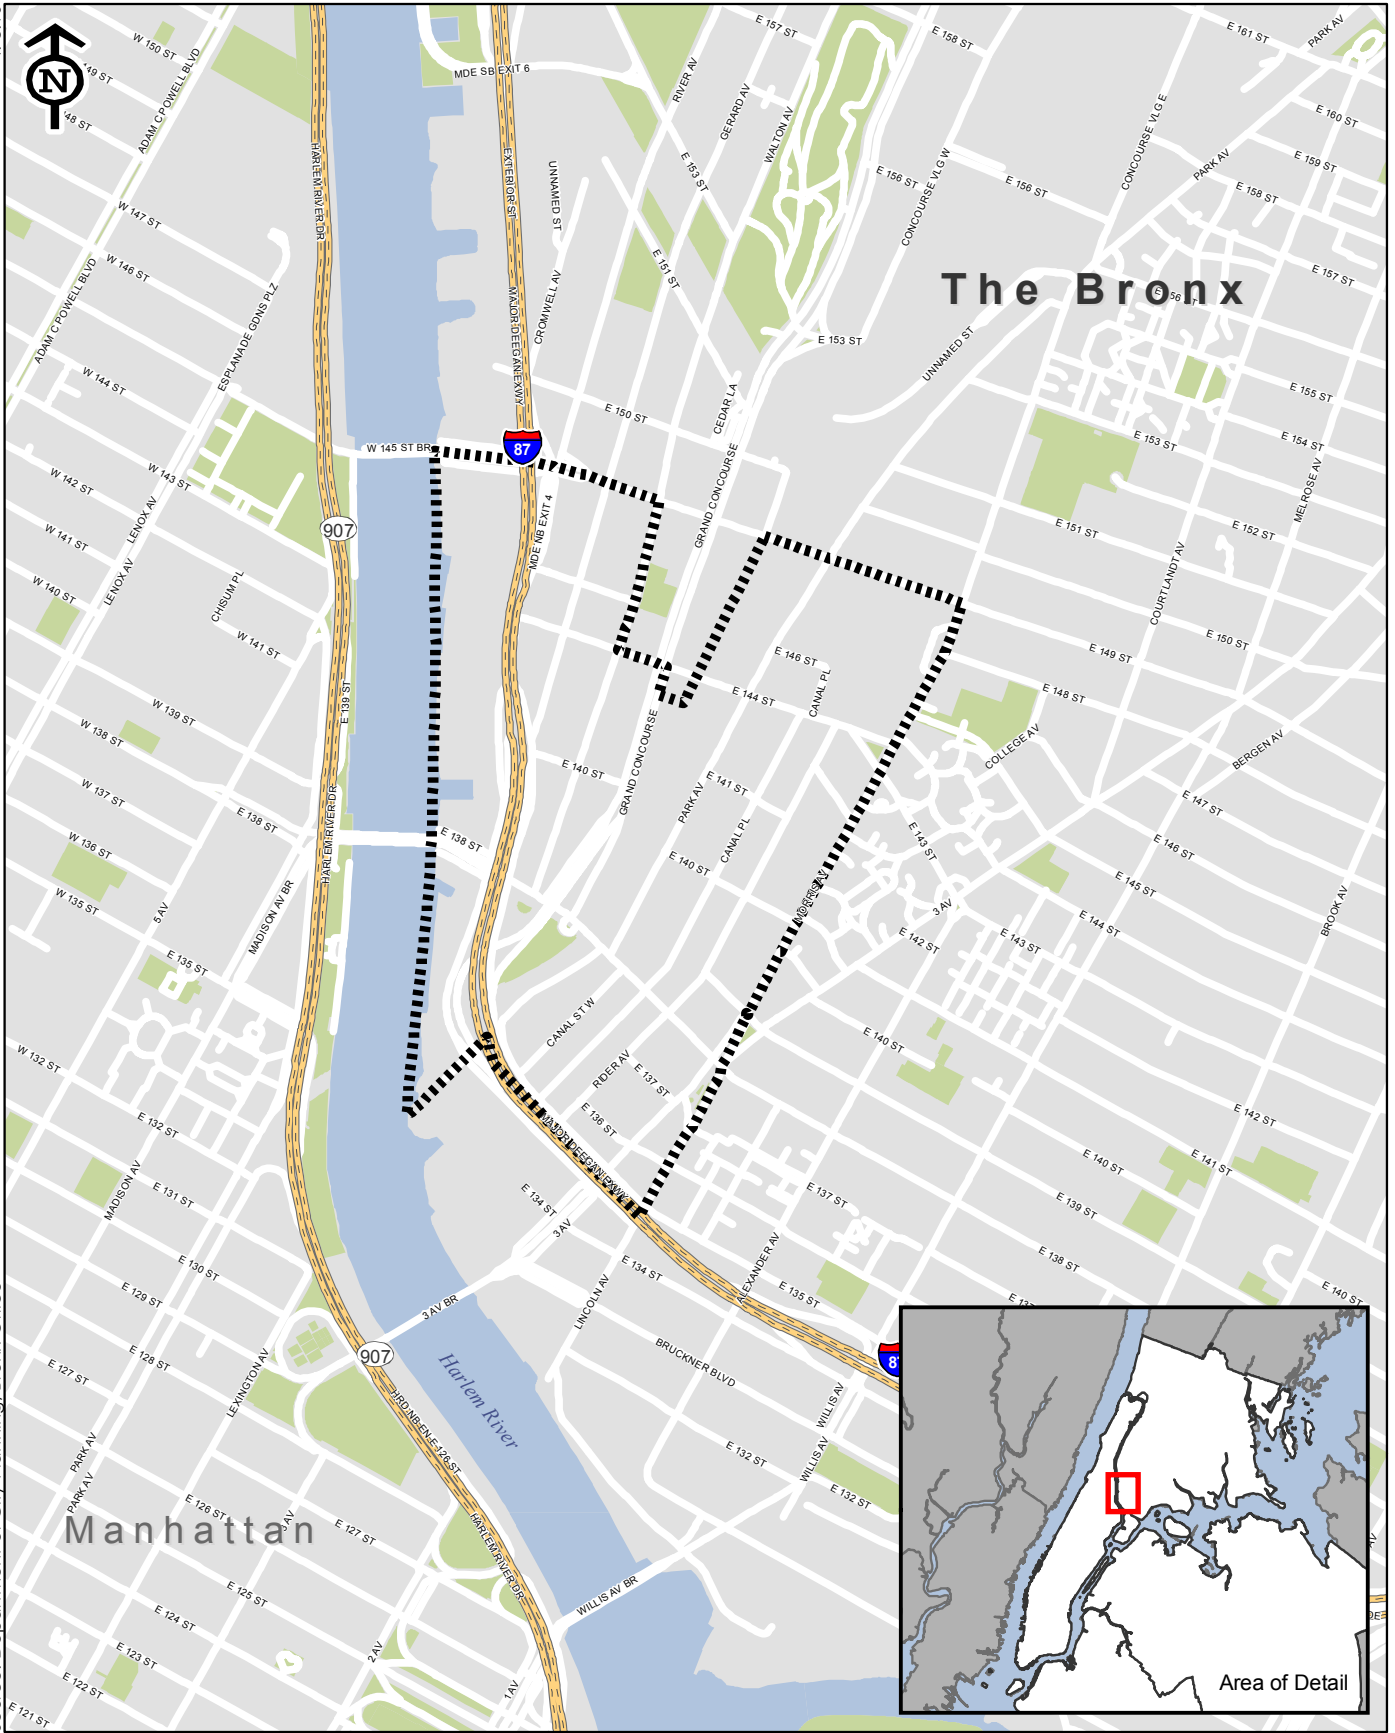 N
W 150 ST
ADAM C POWELL BLVD
MDE SB EXIT 6
E 157 ST
RIVER AV
E 158 ST
E 161 ST
PARK AV
48 ST
49 ST
HARLEM RIVER DR
EXTERIOR ST
UNNAMED ST
GERARD AV
WALTON AV
E 153 ST
E 156 ST
CONCOURSE VLG W
E 156 ST
CONCOURSE VLG E
PARK AV
E 160 ST
E 159 ST
E 158 ST
W 147 ST
W 146 ST
ADAM C POWELL BLVD
ESPLANADE GDNS PLZ
MAJOR DEEGAN EXWY
CROMWELL AV
E 151 ST
The Bronx
E 157 ST
E 153 ST
UNNAMED ST
W 144 ST
E 150 ST
CEDAR LA
GRAND CONCOURSE
E 155 ST
E 154 ST
E 153 ST
MELROSE AV
W 145 ST BR
87
W 143 ST
W 142 ST
W 141 ST
W 140 ST
LENOX AV
LENOX AV
907
MDE NB EXIT 4
E 151 ST
E 152 ST
COURTLANDT AV
CHISUM PL
W 141 ST
E 139 ST
E 150 ST
E 149 ST
E 148 ST
E 146 ST
E 144 ST
CANAL PL
COLLEGE AV
BERGEN AV
W 139 ST
W 138 ST
W 137 ST
W 136 ST
W 135 ST
E 138 ST
HARLEM RIVER DR
E 140 ST
GRAND CONCOURSE
PARK AV
E 141 ST
CANAL PL
E 140 ST
E 138 ST
E 147 ST
E 146 ST
E 145 ST
E 144 ST
E 143 ST
MORRIS AV
3 AV
E 142 ST
E 143 ST
BROOK AV
5 AV
MADISON AV BR
E 135 ST
W 132 ST
CANAL ST W
RIDER AV
E 137 ST
E 136 ST
E 140 ST
E 142 ST
E 141 ST
E 140 ST
E 139 ST
E 138 ST
E 140 ST
E 132 ST
E 131 ST
MADISON AV
E 130 ST
E 129 ST
E 128 ST
E 127 ST
MAJOR DEEGAN EXWY
E 134 ST
3 AV
E 134 ST
E 137 ST
ALEXANDER AV
E 135 ST
LINCOLN AV
3 AV BR
907
LEXINGTON AV
Harlem River
BRUCKNER BLVD
WILLIS AV
WILLIS AV
E 132 ST
E 132 ST
HRD NB EN E 126 ST
PARK AV
PARK AV
E 126 ST
3 AV
E 127 ST
Manhattan
HARLEM RIVER DR
WILLIS AV BR
E 125 ST
E 124 ST
E 123 ST
E 122 ST
E 121 ST
2 AV
1 AV
Area of Detail